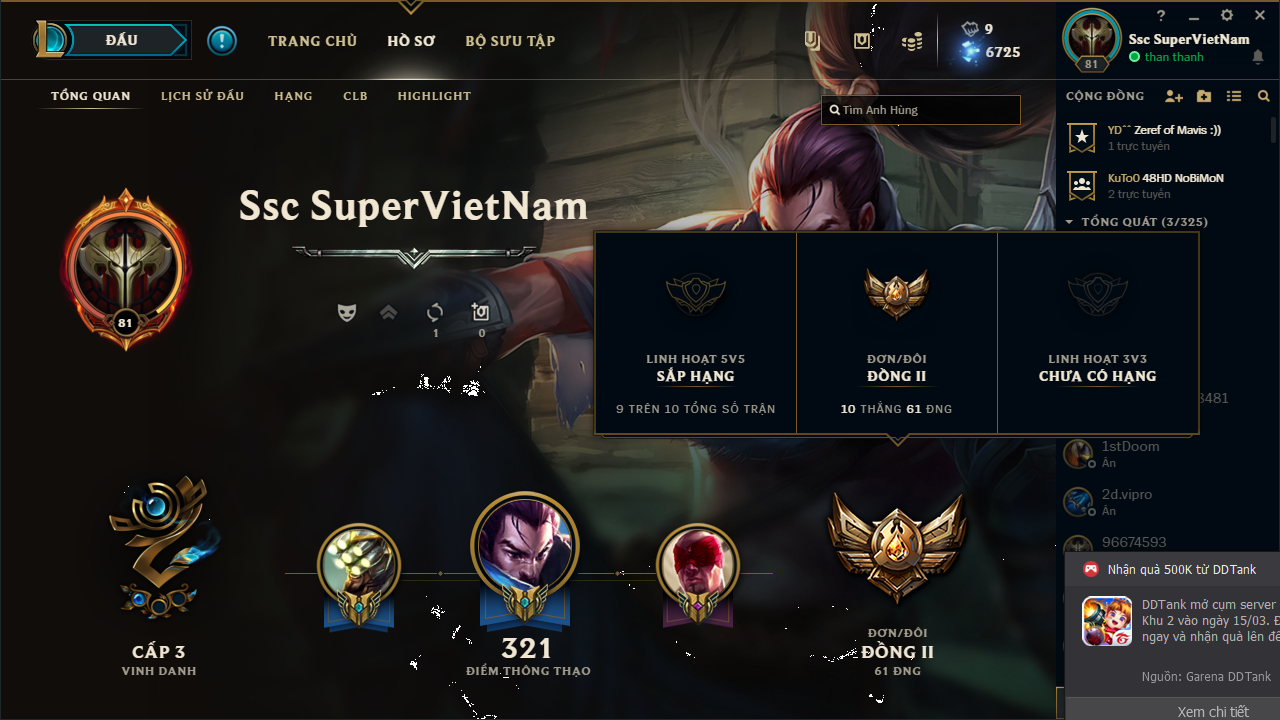 ĐẤU
TRANG CHỦ
HỒ SƠ
BỘ SƯU TẬP
9
6725
?
Ssc SuperVietNam
than thanh
81
TỔNG QUAN
LỊCH SỬ ĐẤU
HẠNG
CLB
HIGHLIGHT
Tìm Anh Hùng
CỘNG ĐỒNG
YDˆˆ Zeref of Mavis :))
1 trực tuyến
KuTo0 48HD NoBiMoN
2 trực tuyến
TỔNG QUÁT (3/325)
Ssc SuperVietNam
81
1
0
LINH HOẠT 5V5
SẮP HẠNG
9 TRÊN 10 TỔNG SỐ TRẬN
ĐƠN/ĐÔI
ĐỒNG II
10 THẮNG 61 ĐNG
LINH HOẠT 3V3
CHƯA CÓ HẠNG
3481
1stDoom
Ẩn
2d.vipro
Ẩn
96674593
CẤP 3
VINH DANH
321
ĐIỂM THÔNG THẠO
ĐƠN/ĐÔI
ĐỒNG II
61 ĐNG
Nhận quà 500K từ DDTank
DDTank mở cụm server
Khu 2 vào ngày 15/03. Đ
ngay và nhận quà lên đế
Nguồn: Garena DDTank
Xem chi tiết